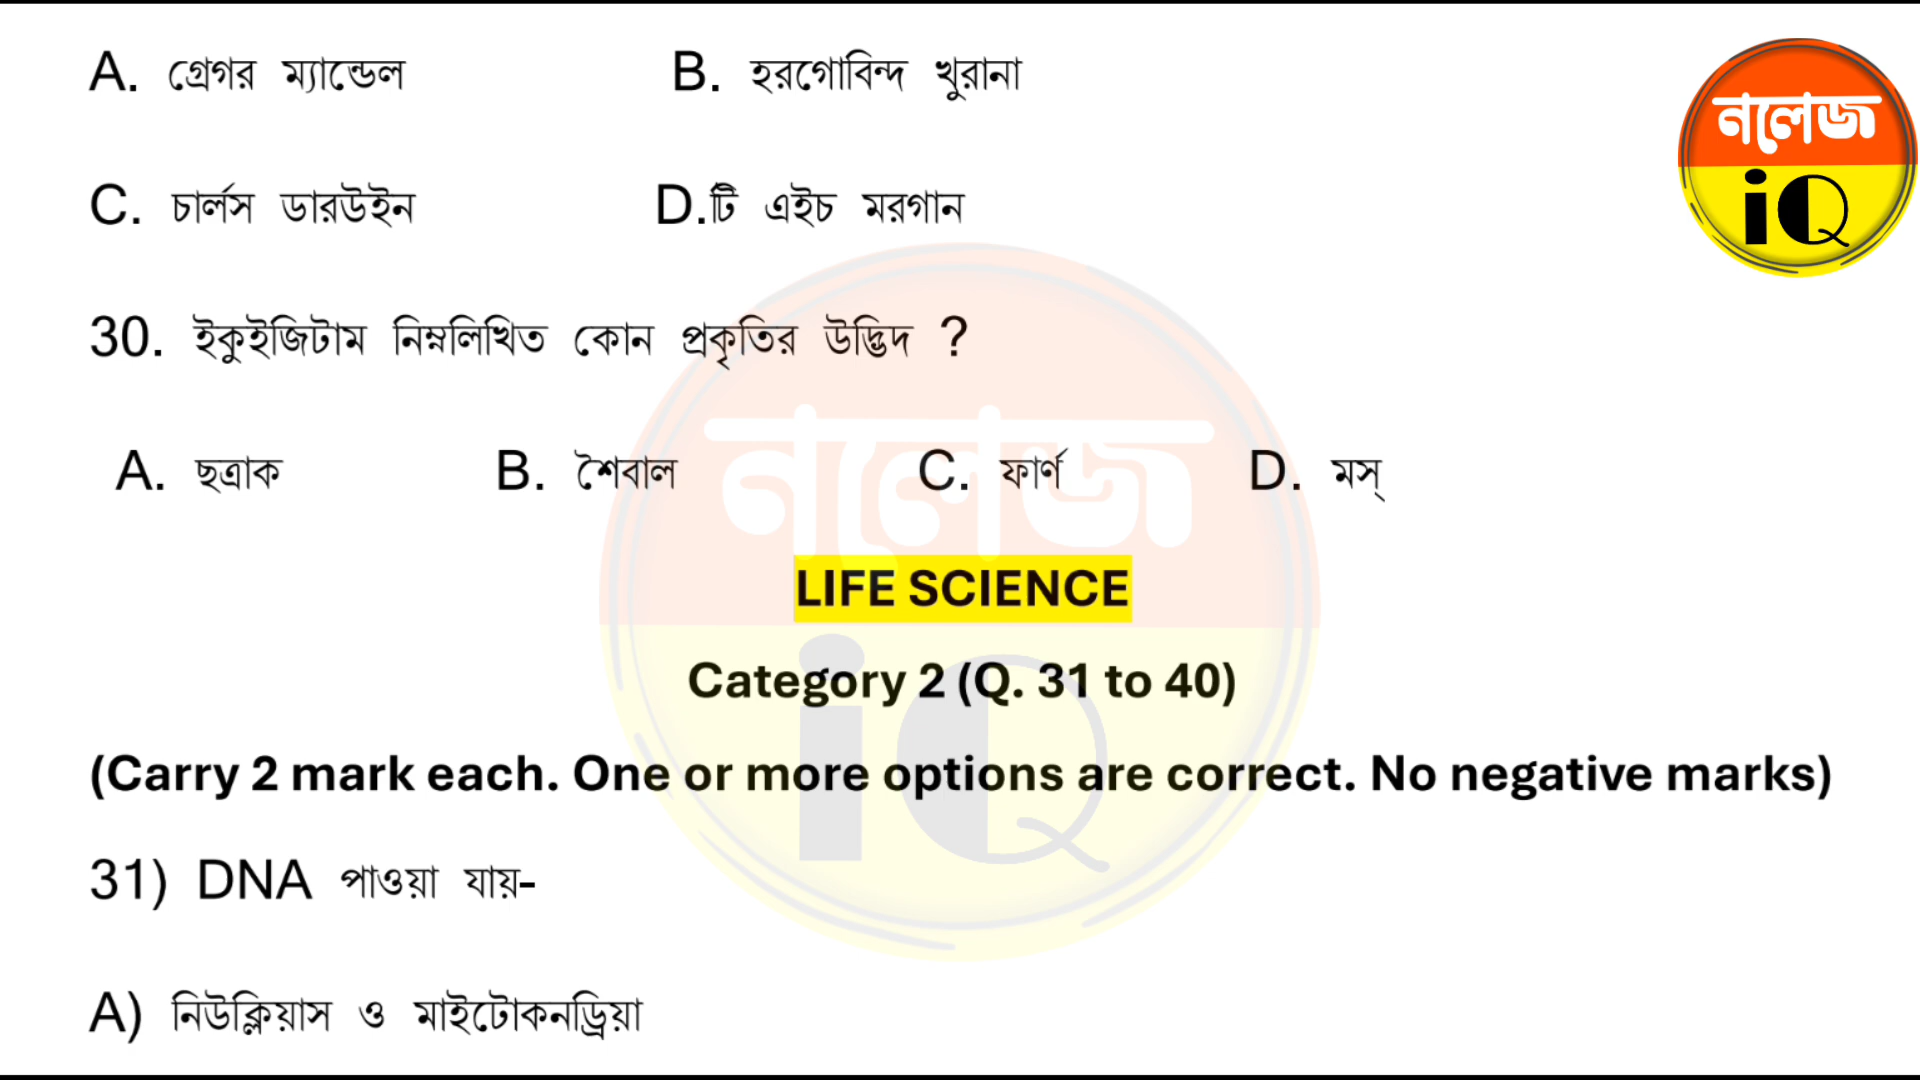 A. গ্রেগর ম্যান্ডেল B. হরগোবিন্দ খুরানা
নলেজ
iQ
C. চার্লস ডারউইন D.টি এইচ মরগান
30. ইকুইজিটাম নিম্নলিখিত কোন প্রকৃতির উদ্ভিদ ?
A. ছত্রাক B. শৈবাল C. ফার্ণ D. মস্
নলেজ
iQ
LIFE SCIENCE
Category 2 (Q. 31 to 40)
(Carry 2 mark each. One or more options are correct. No negative marks)
31) DNA পাওয়া যায়-
A) নিউক্লিয়াস ও মাইটোকনড্রিয়া